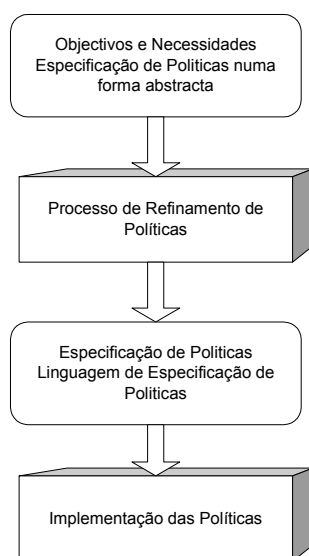 Objectivos e Necessidades
Especificação de Politicas numa
forma abstracta
Processo de Refinamento de
Políticas
Especificação de Politicas
Linguagem de Especificação de
Politicas
Implementação das Políticas